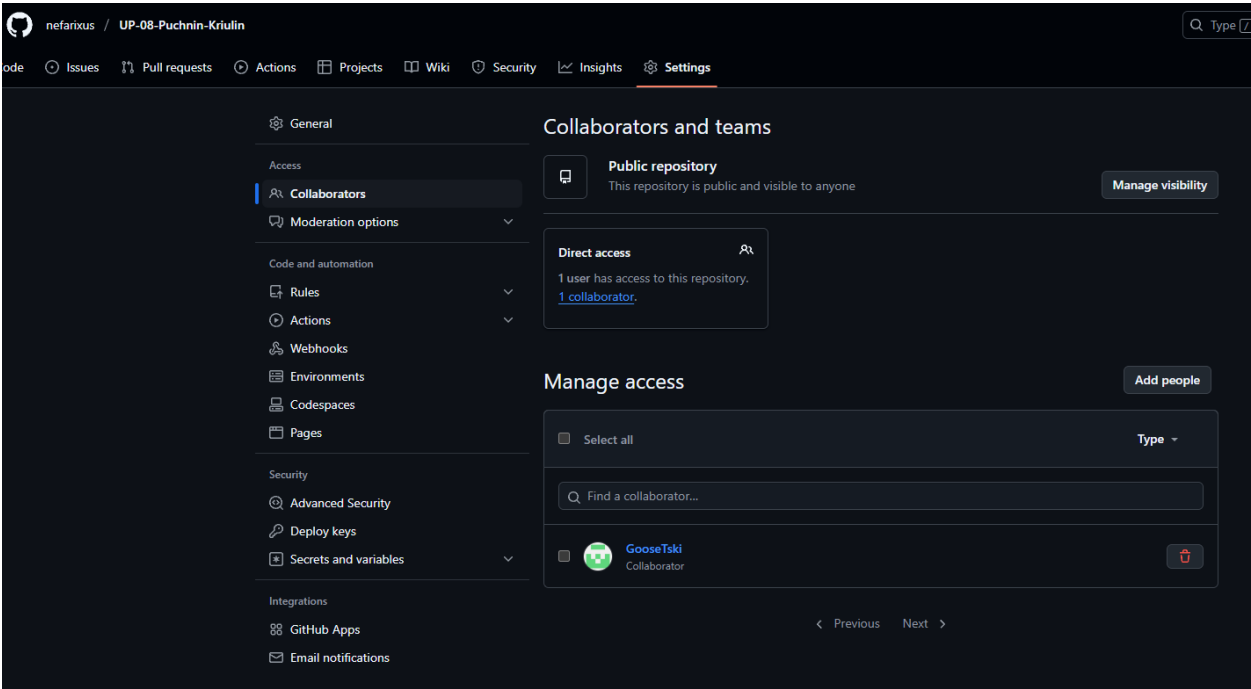 nefarixus / UP-08-Puchnin-Kriulin
Type /
ode Issues Pull requests Actions Projects Wiki Security Insights Settings
General
Access
Collaborators
Moderation options
Code and automation
Rules
Actions
Webhooks
Environments
Codespaces
Pages
Security
Advanced Security
Deploy keys
Secrets and variables
Integrations
GitHub Apps
Email notifications
Collaborators and teams
Public repository
This repository is public and visible to anyone
Manage visibility
Direct access
1 user has access to this repository.
1 collaborator.
Manage access
Add people
Select all
Type
Find a collaborator...
GooseTski
Collaborator
Previous Next